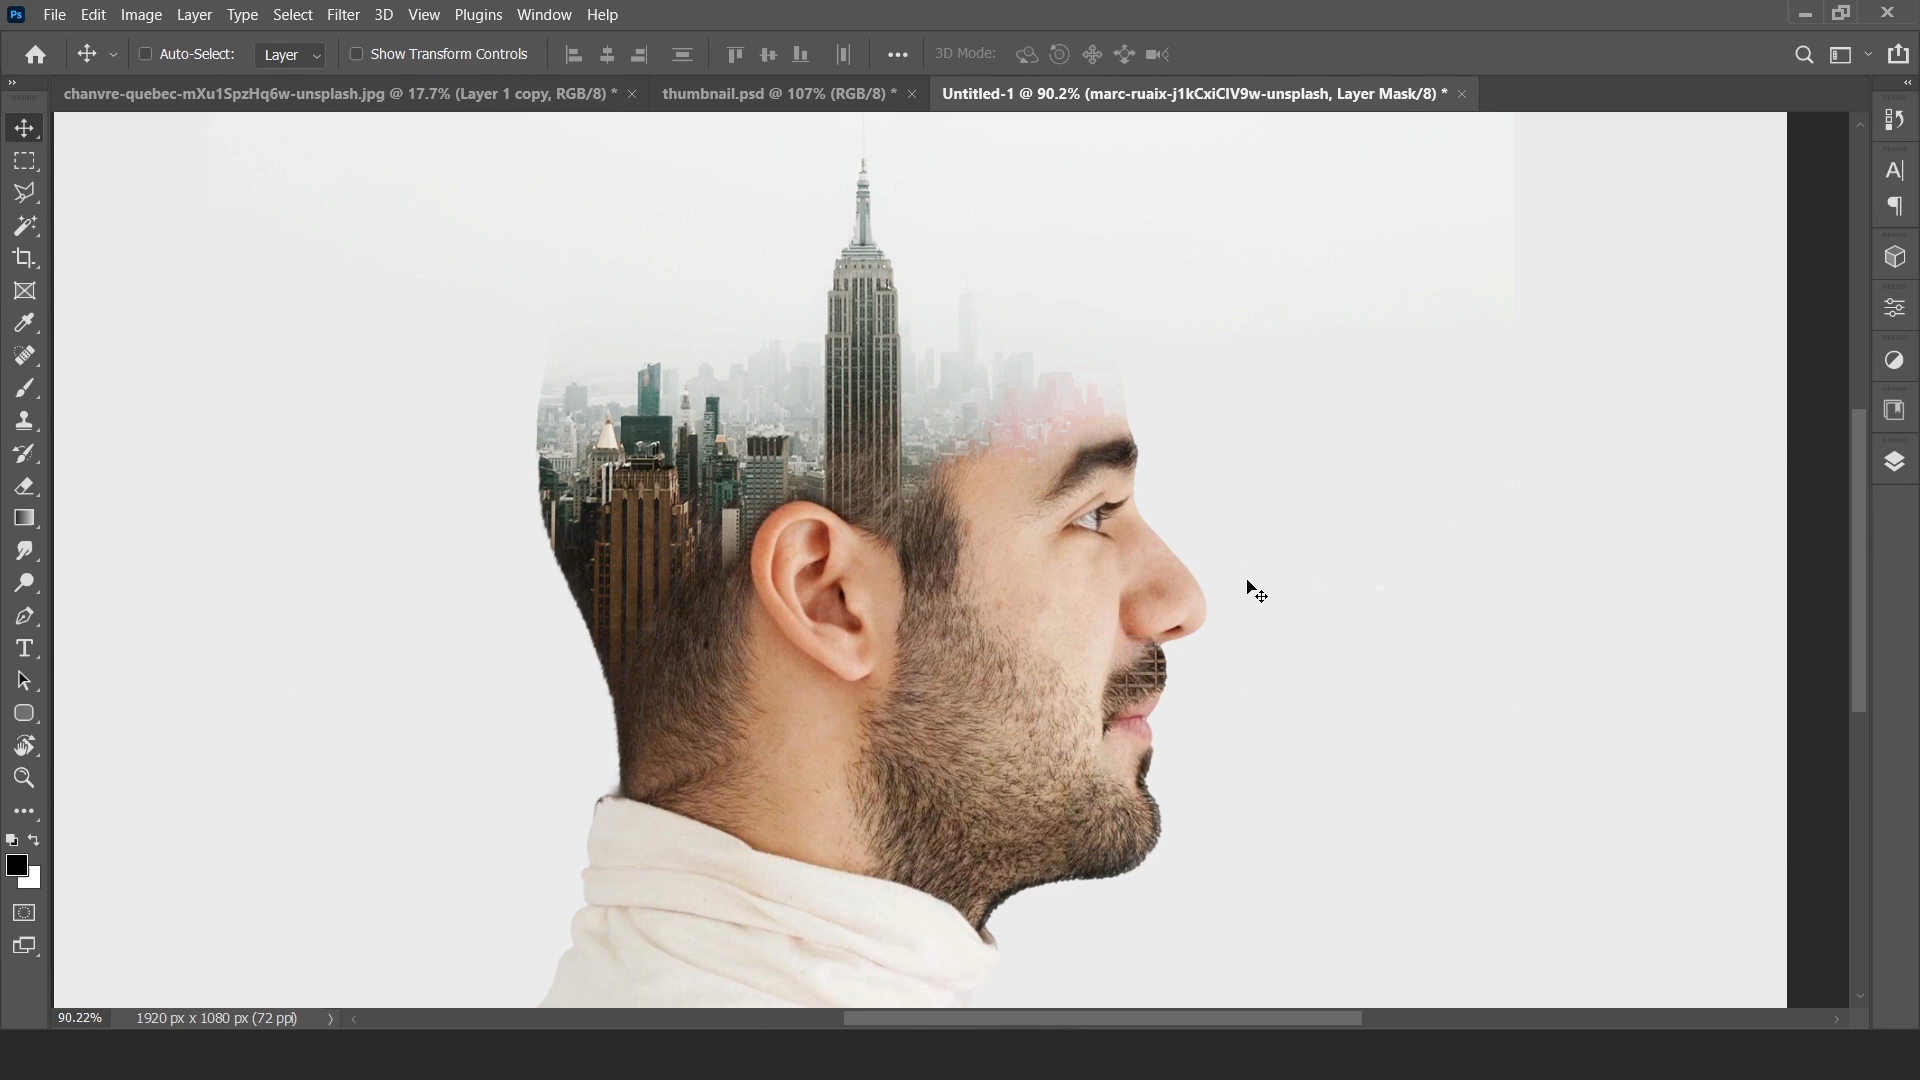 Ps File Edit Image Layer Type Select Filter 3D View Plugins Window Help
Auto-Select: Layer Show Transform Controls 3D Mode:
chanvre-quebec-mXu1SpzHq6w-unsplash.jpg @ 17.7% (Layer 1 copy, RGB/8) * thumbnail.psd @ 107% (RGB/8) * Untitled-1 @ 90.2% (marc-ruaix-j1kCxiCIV9w-unsplash, Layer Mask/8) *
90.22% 1920 px x 1080 px (72 ppi)